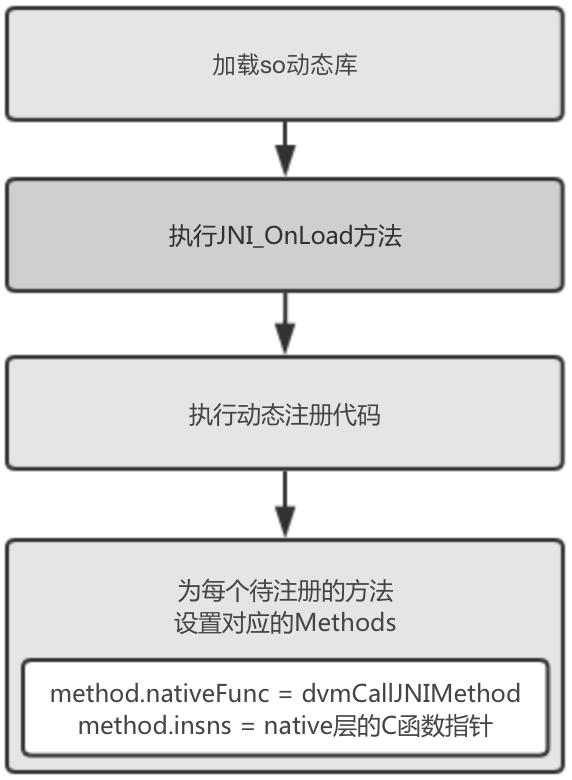 加载so动态库
执行JNI_OnLoad方法
执行动态注册代码
为每个待注册的方法
设置对应的Methods
method.nativeFunc = dvmCallJNIMethod
method.insns = native层的C函数指针